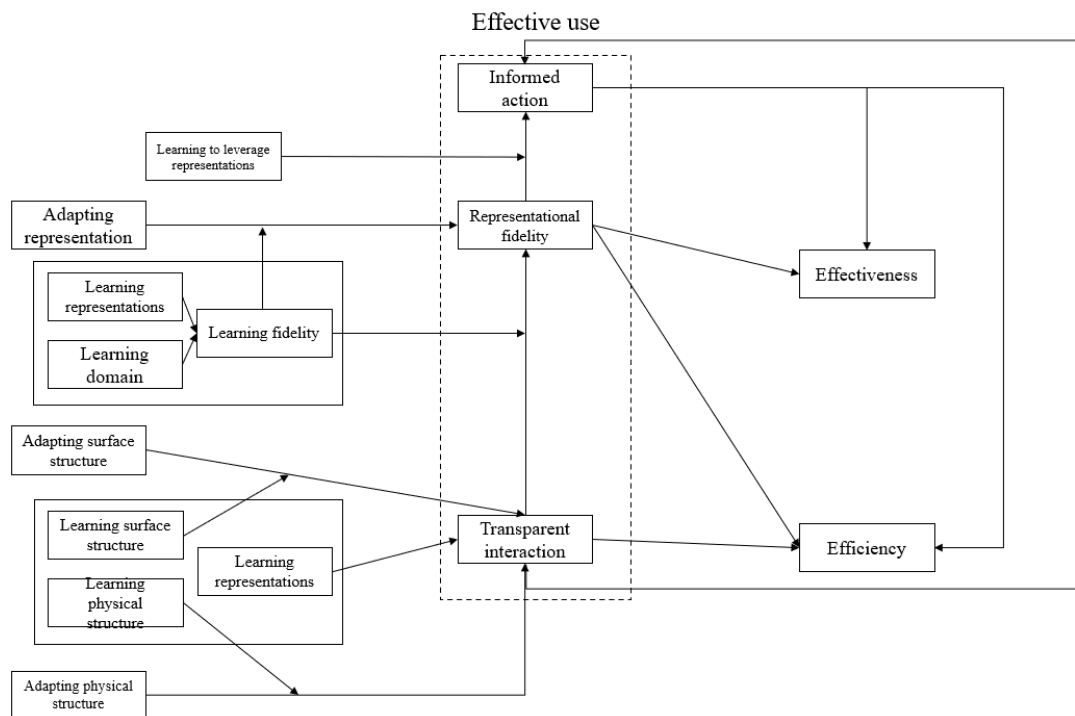 Effective use
Informed
action
Learning to leverage
representations
Adapting
representation
Representational
fidelity
Effectiveness
Learning
representations
Learning fidelity
Learning
domain
Adapting surface
structure
Learning surface
structure
Learning
representations
Transparent
interaction
Efficiency
Learning
physical
structure
Adapting physical
structure